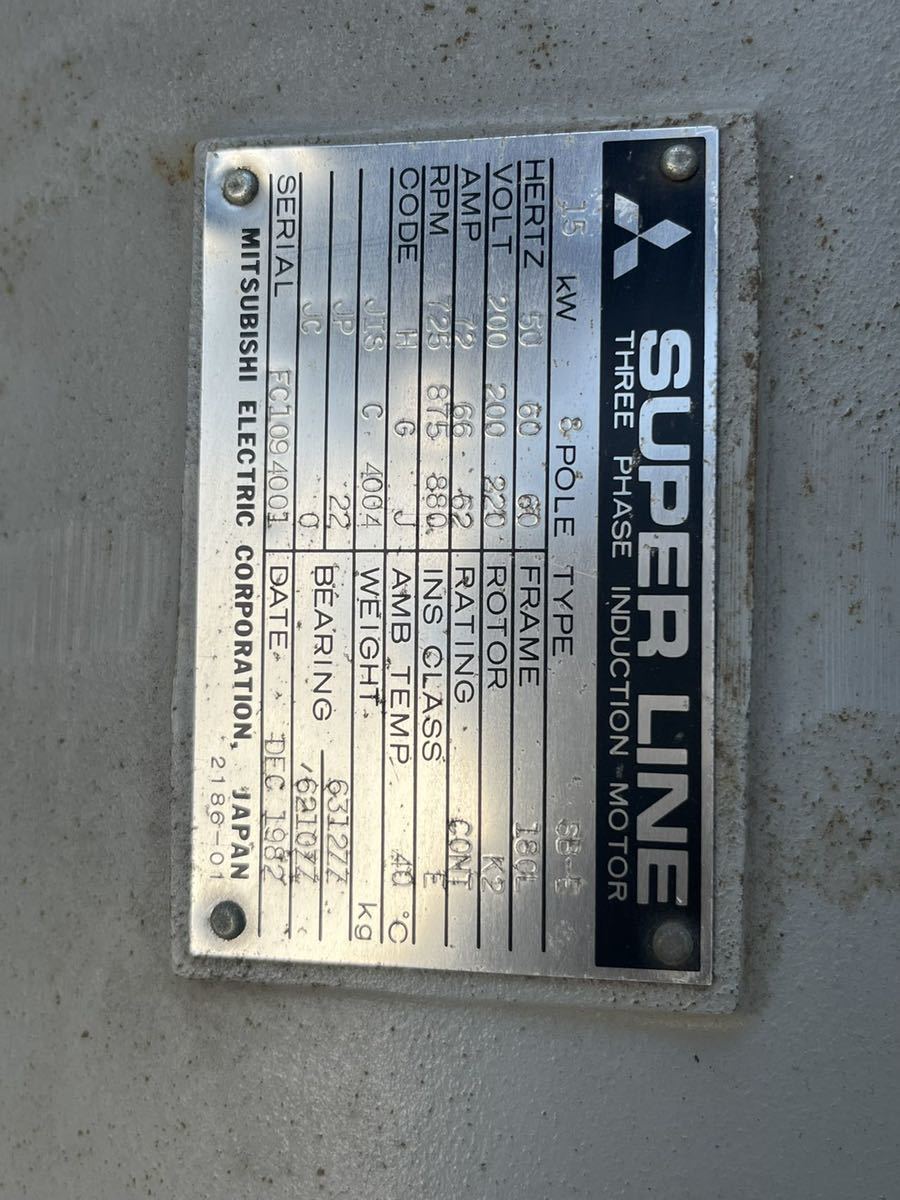 SUPER LINE
THREE PHASE INDUCTION MOTOR
15 kW 8 POLE TYPE SB-E
HERTZ 50 60 60 FRAME 180L
VOLT 200 200 220 ROTOR K2
AMP 72 66 62 RATING CONT
RPM 725 875 880 INS CLASS E
CODE H G J AMB TEMP 40 °C
JIS C 4004 WEIGHT kg
JP 22 BEARING 6312ZZ
JC 0 6210ZZ
SERIAL DATE DEC 1982
MITSUBISHI ELECTRIC CORPORATION, JAPAN
2186-01